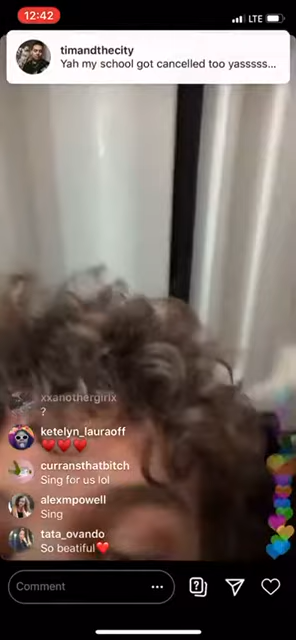 12:42
LTE
timandthecity
Yah my school got cancelled too yasssss...
xxanothergirlx
?
ketelyn_lauraoff
❤️❤️❤️
curransthatbitch
Sing for us lol
alexmpowell
Sing
tata_ovando
So beatiful❤️
Comment
?